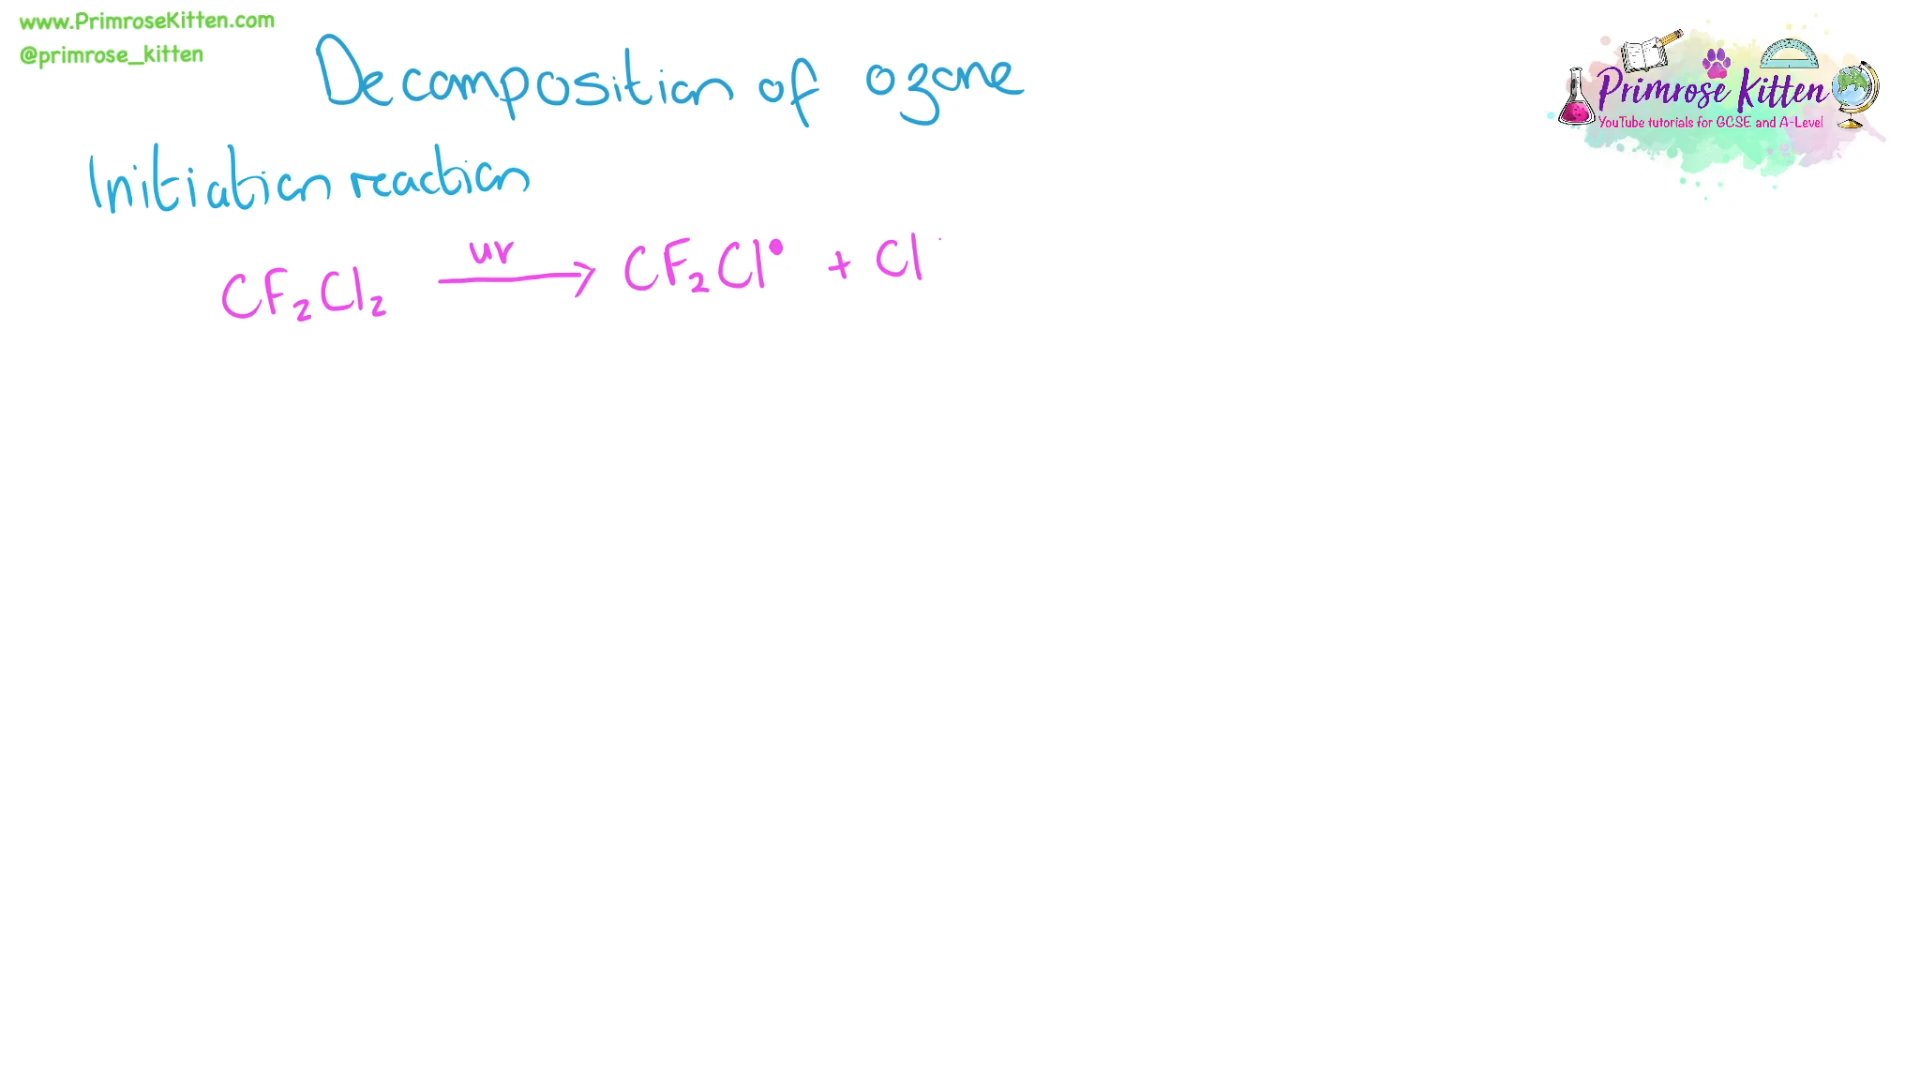 www.PrimroseKitten.com
@primrose_kitten
Decomposition of ozone
Primrose Kitten
YouTube tutorials for GCSE and A-Level
Initiation reaction
CF₂Cl₂ uv → CF₂Cl• + Cl